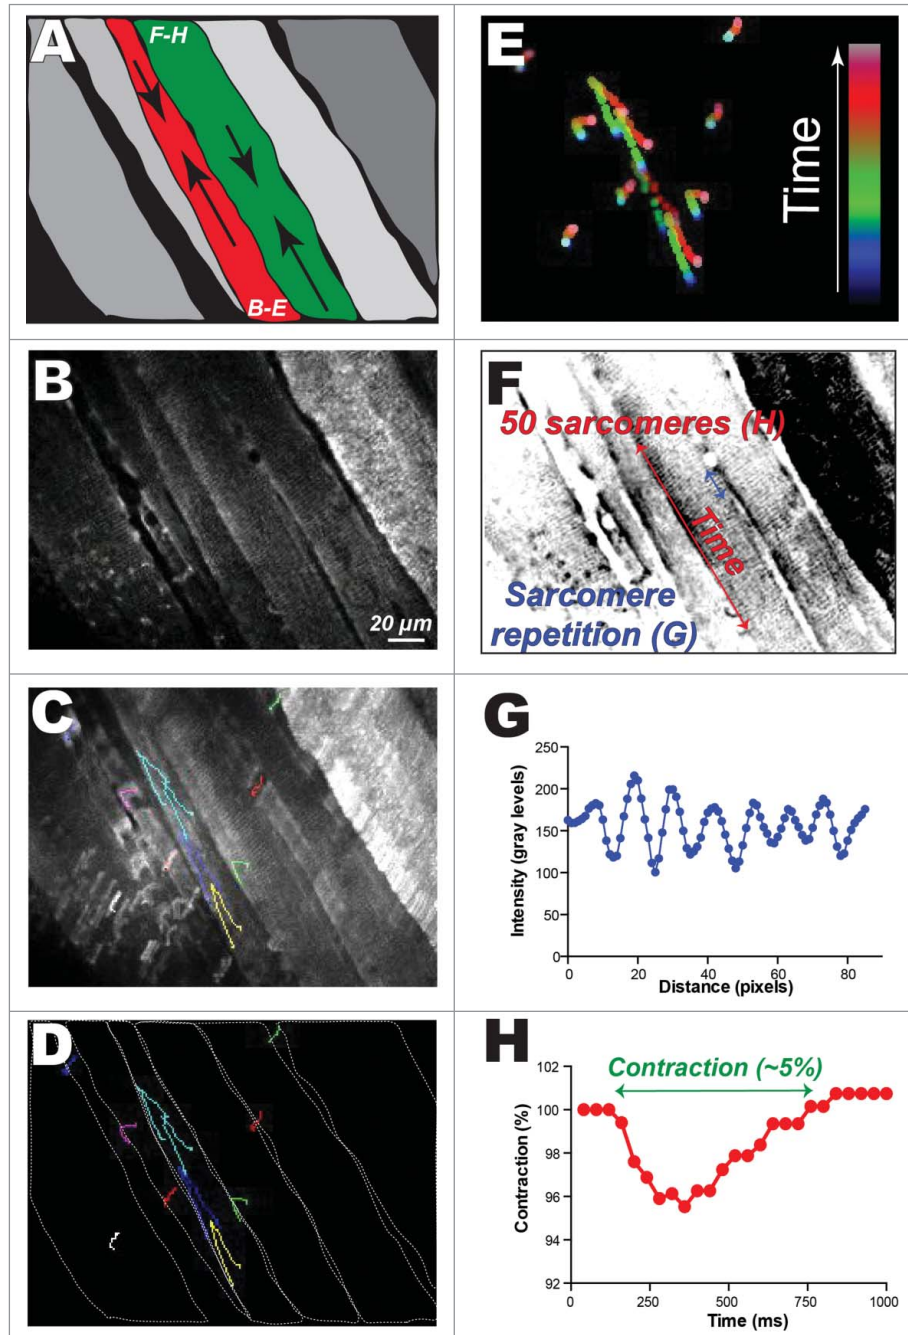 A
F-H
B-E
E
Time
B
20 µm
F
50 sarcomeres (H)
Time
Sarcomere
repetition (G)
C
G
250
200
150
100
50
0
Intensity (gray levels)
0 20 40 60 80
Distance (pixels)
D
H
Contraction (~5%)
102
100
98
96
94
92
Contraction (%)
0 250 500 750 1000
Time (ms)